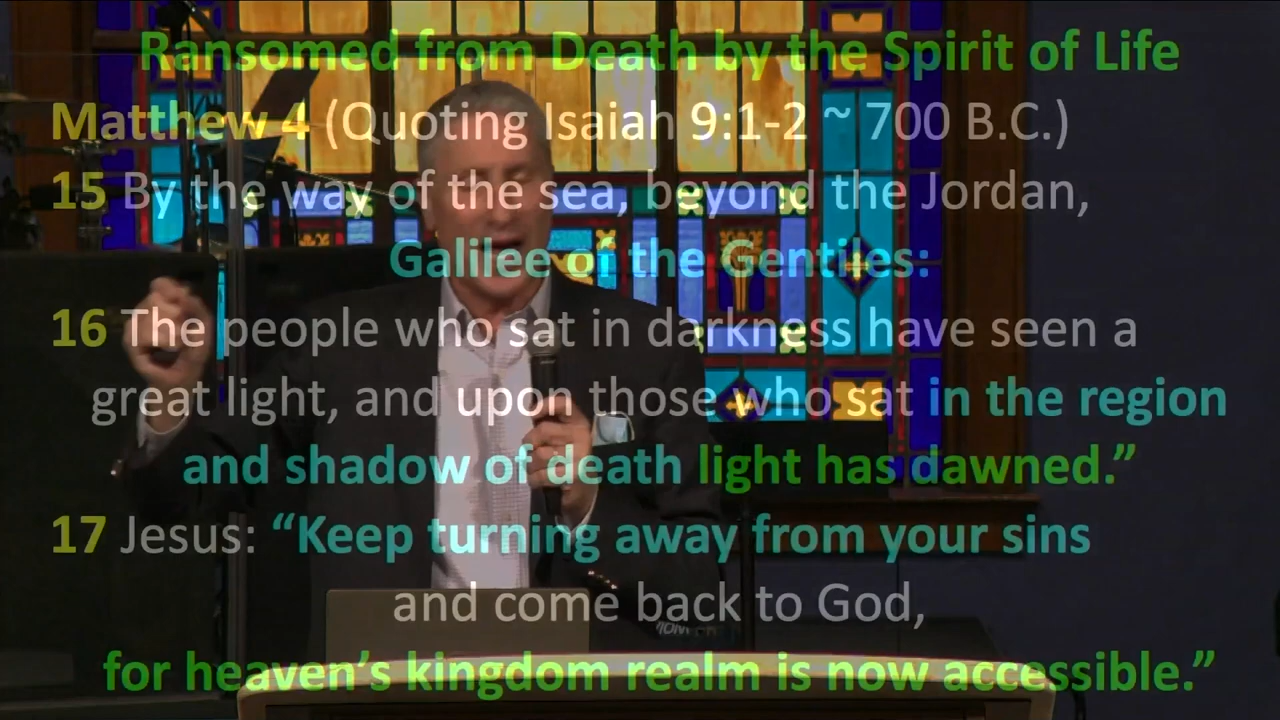 Ransomed from Death by the Spirit of Life
Matthew 4 (Quoting Isaiah 9:1-2 ~ 700 B.C.)
15 By the way of the sea, beyond the Jordan,
Galilee of the Gentiles:
16 The people who sat in darkness have seen a
great light, and upon those who sat in the region
and shadow of death light has dawned.”
17 Jesus: “Keep turning away from your sins
and come back to God,
for heaven’s kingdom realm is now accessible.”